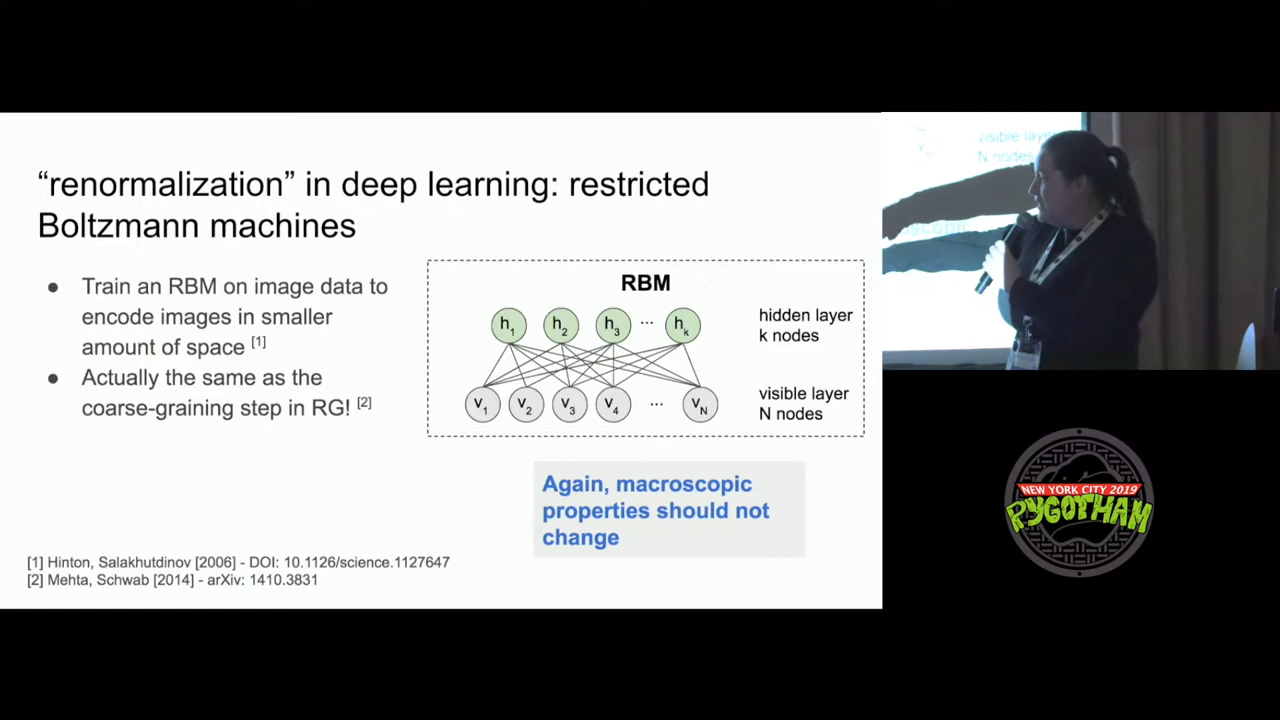 “renormalization” in deep learning: restricted
Boltzmann machines
● Train an RBM on image data to
encode images in smaller
amount of space [1]
● Actually the same as the
coarse-graining step in RG! [2]
RBM
h1 h2 h3 ... hk
hidden layer
k nodes
v1 v2 v3 v4 ... vN
visible layer
N nodes
Again, macroscopic
properties should not
change
[1] Hinton, Salakhutdinov [2006] - DOI: 10.1126/science.1127647
[2] Mehta, Schwab [2014] - arXiv: 1410.3831
visible layer
N nodes
NEW YORK CITY 2019
PYGOTHAM